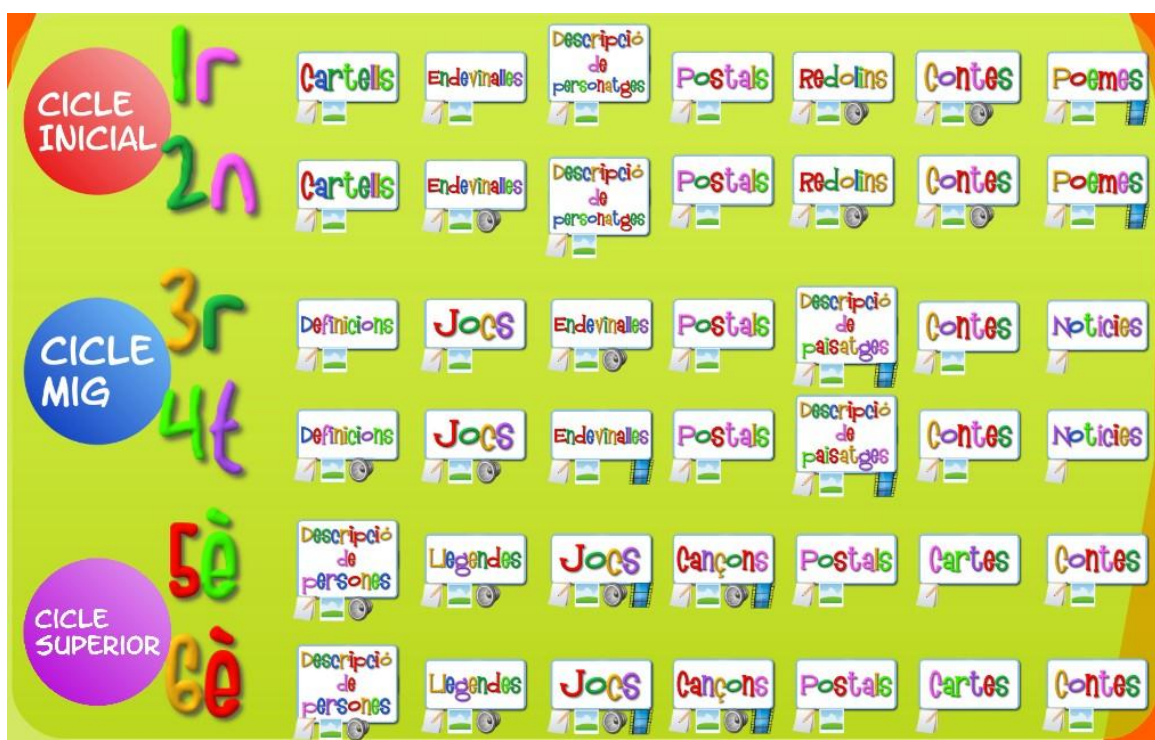 CICLE
INICIAL
1r
Cartells
Endevinalles
Descripció
de
personatges
Postals
Redolins
Contes
Poemes
2n
Cartells
Endevinalles
Descripció
de
personatges
Postals
Redolins
Contes
Poemes
CICLE
MIG
3r
Definicions
Jocs
Endevinalles
Postals
Descripció
de
paisatges
Contes
Notícies
4t
Definicions
Jocs
Endevinalles
Postals
Descripció
de
paisatges
Contes
Notícies
CICLE
SUPERIOR
5è
Descripció
de
persones
Llegendes
Jocs
Cançons
Postals
Cartes
Contes
6è
Descripció
de
persones
Llegendes
Jocs
Cançons
Postals
Cartes
Contes